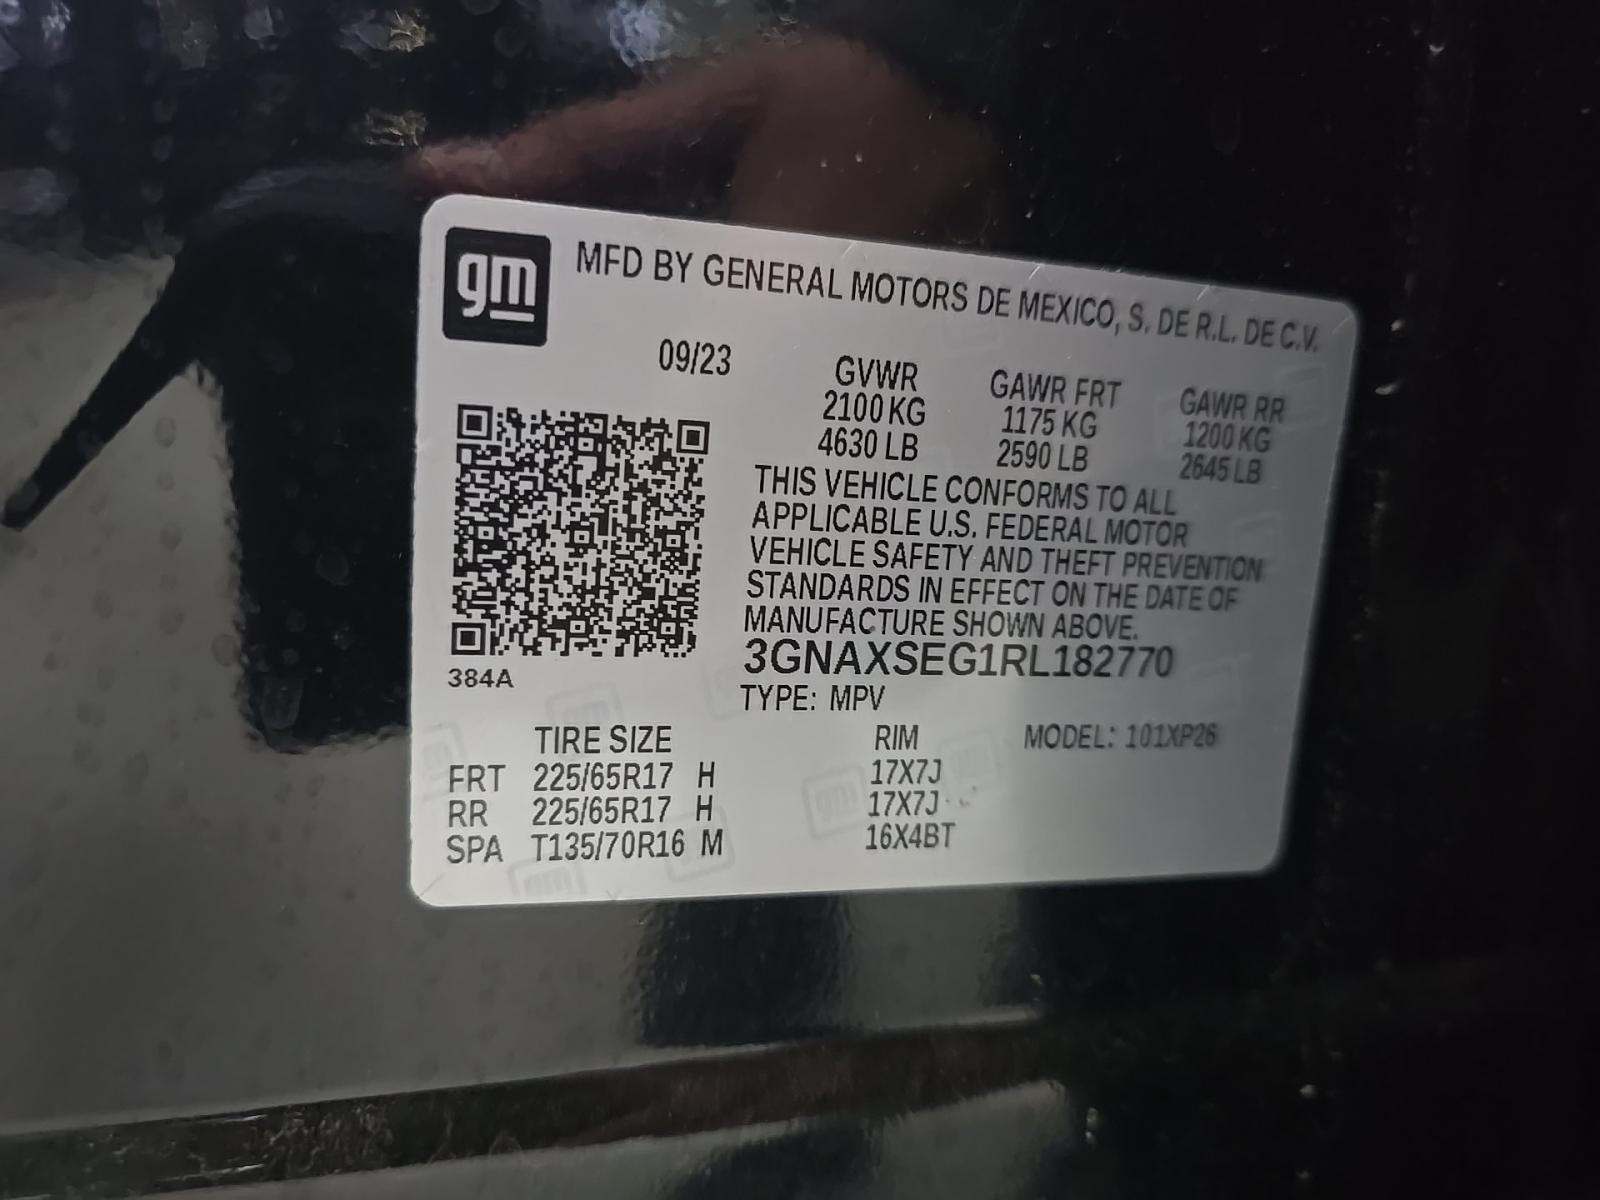 gm
MFD BY GENERAL MOTORS DE MEXICO, S. DE R.L. DE C.V.
09/23
GVWR GAWR FRT GAWR RR
2100 KG 1175 KG 1200 KG
4630 LB 2590 LB 2645 LB
THIS VEHICLE CONFORMS TO ALL
APPLICABLE U.S. FEDERAL MOTOR
VEHICLE SAFETY AND THEFT PREVENTION
STANDARDS IN EFFECT ON THE DATE OF
MANUFACTURE SHOWN ABOVE.
3GNAXSEG1RL182770
384A
TYPE: MPV
TIRE SIZE RIM MODEL: 101XP26
FRT 225/65R17 H 17X7J
RR 225/65R17 H 17X7J
SPA T135/70R16 M 16X4BT